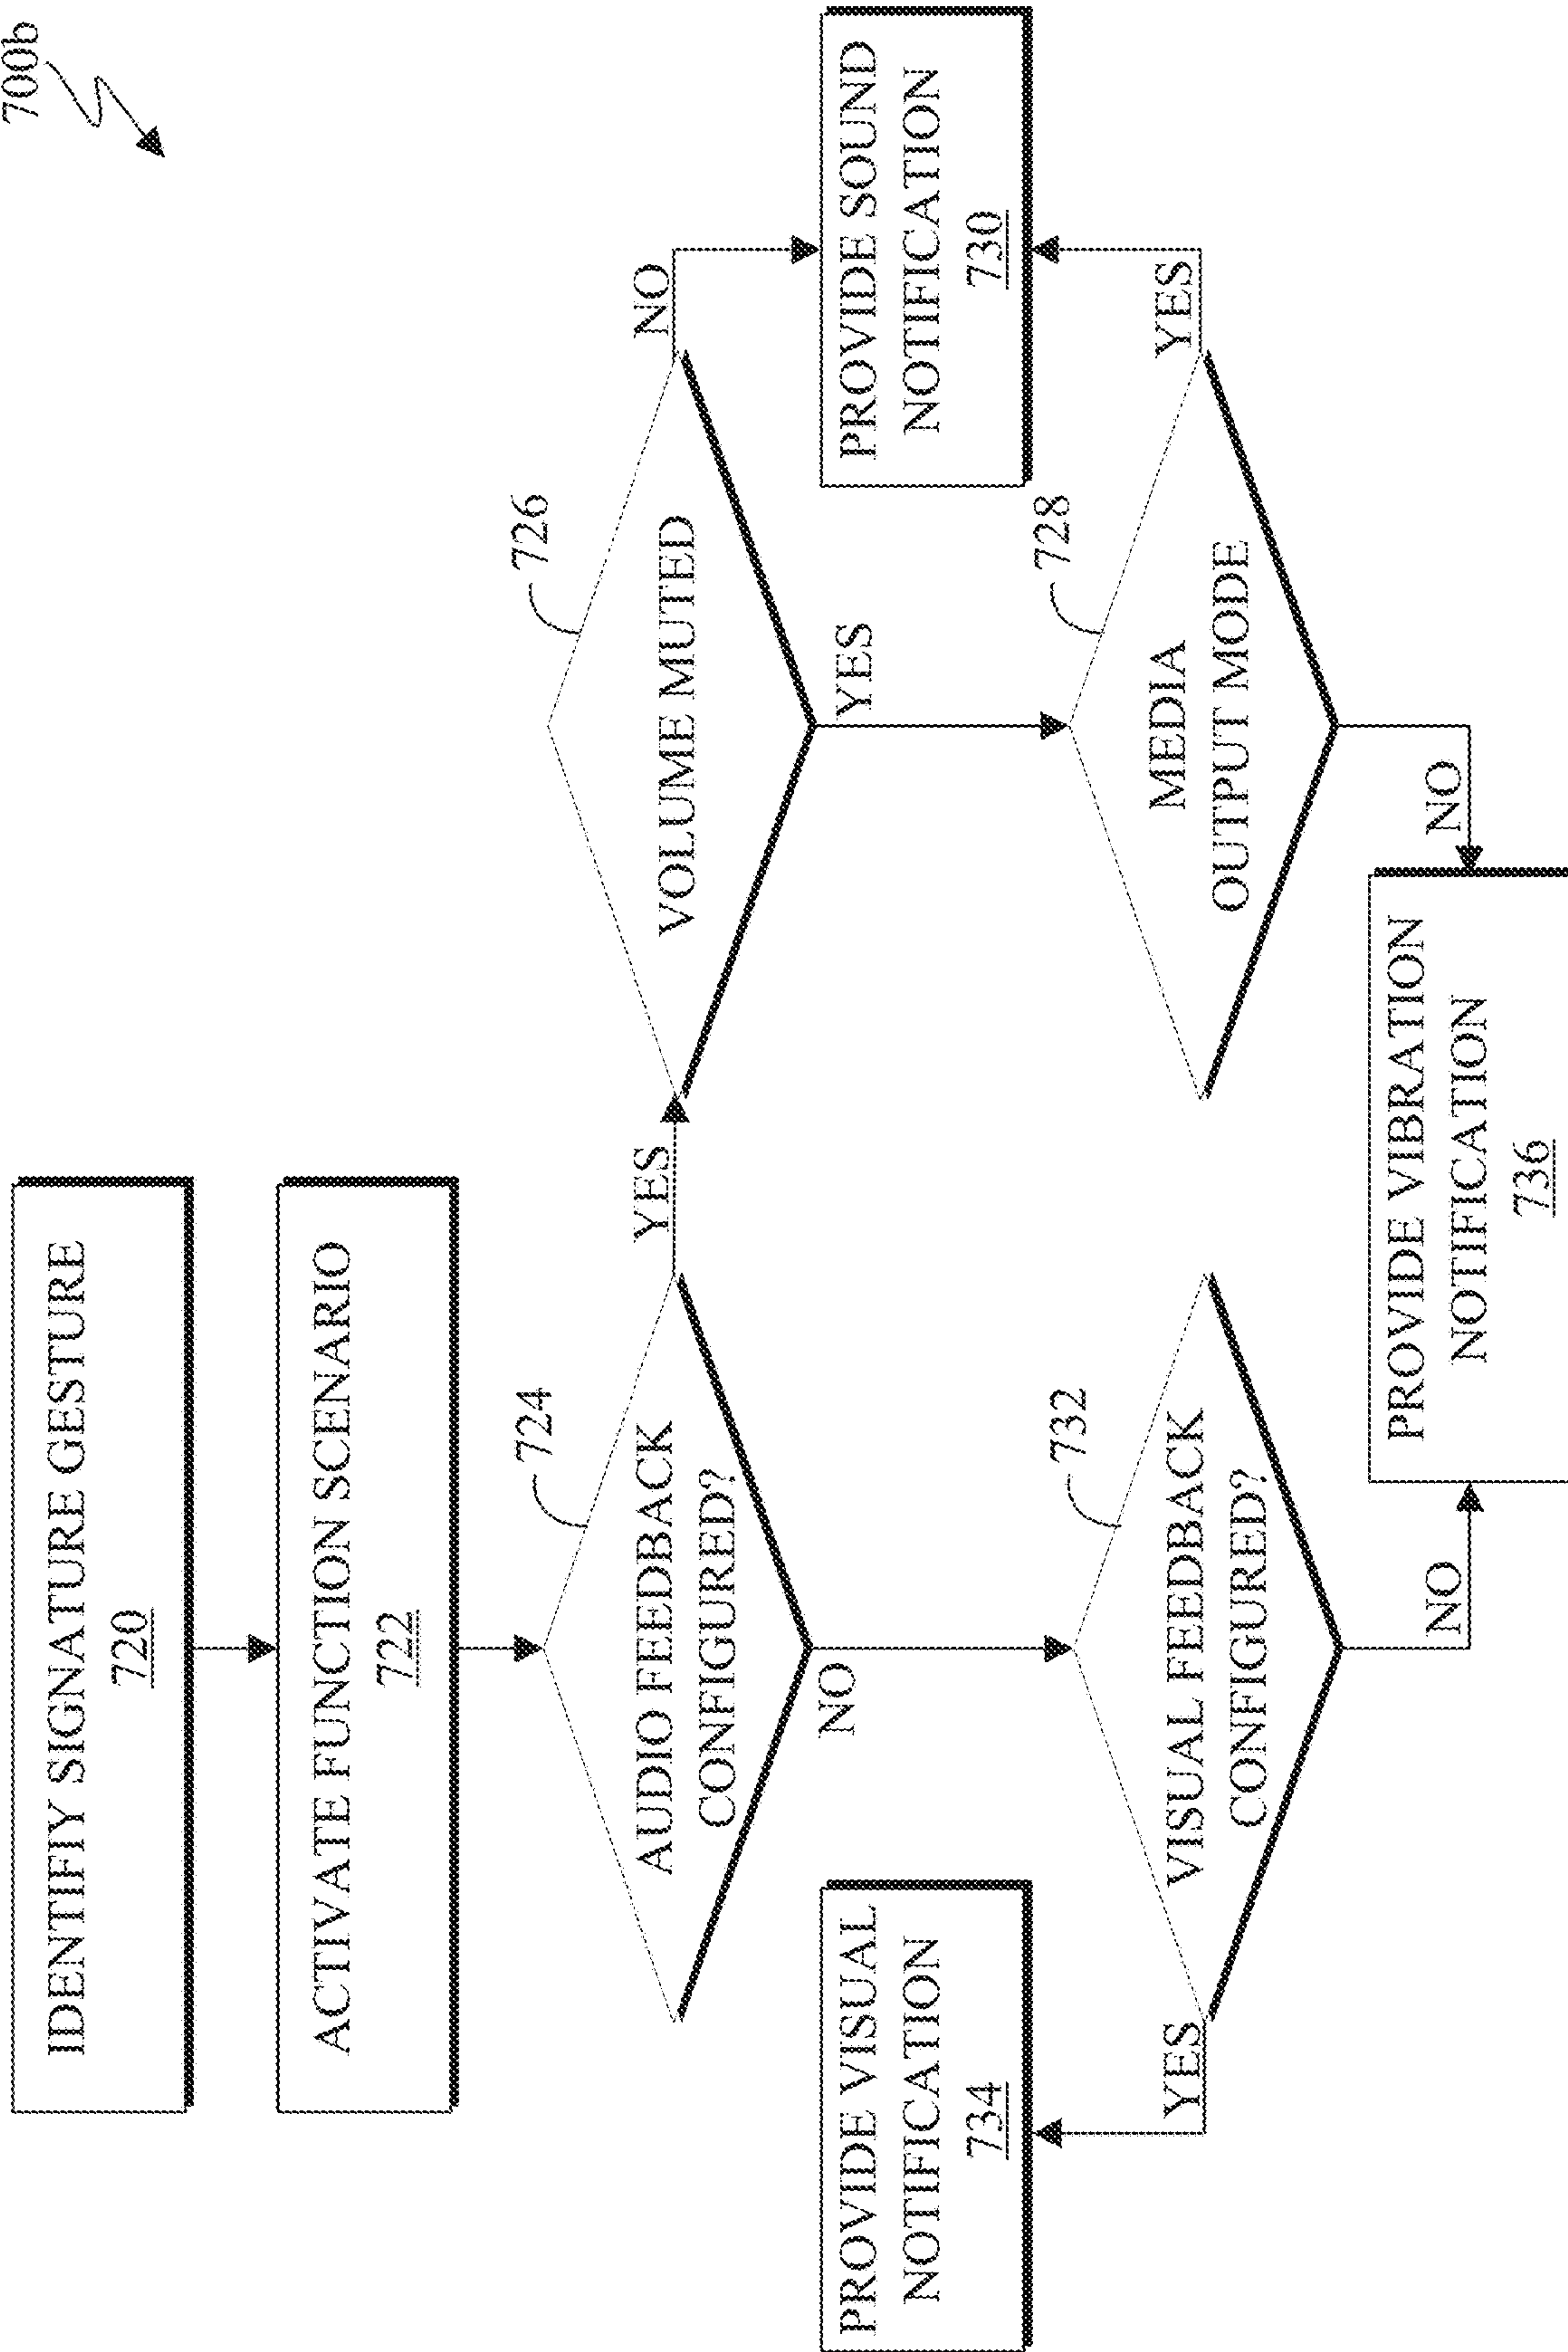 700b
IDENTIFIY SIGNATURE GESTURE
720
ACTIVATE FUNCTION SCENARIO
722
724
AUDIO FEEDBACK
CONFIGURED?
YES
NO
726
VOLUME MUTED
NO
YES
PROVIDE SOUND
NOTIFICATION
730
PROVIDE VISUAL
NOTIFICATION
734
732
VISUAL FEEDBACK
CONFIGURED?
YES
NO
728
MEDIA
OUTPUT MODE
YES
NO
PROVIDE VIBRATION
NOTIFICATION
736